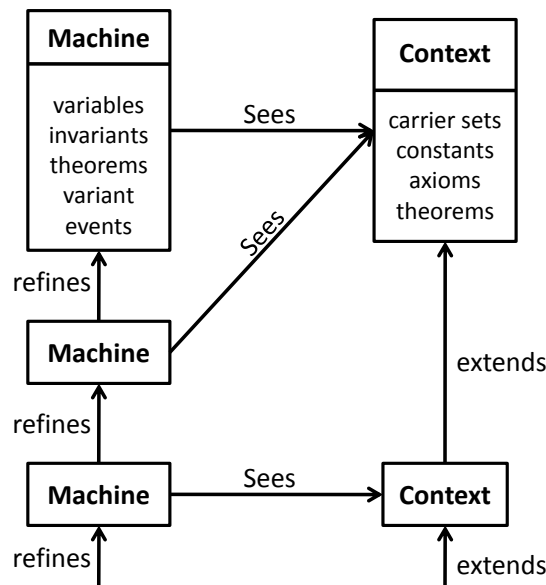 Machine
variables
invariants
theorems
variant
events
Sees
Context
carrier sets
constants
axioms
theorems
Sees
refines
Machine
extends
refines
Machine
Sees
Context
refines
extends